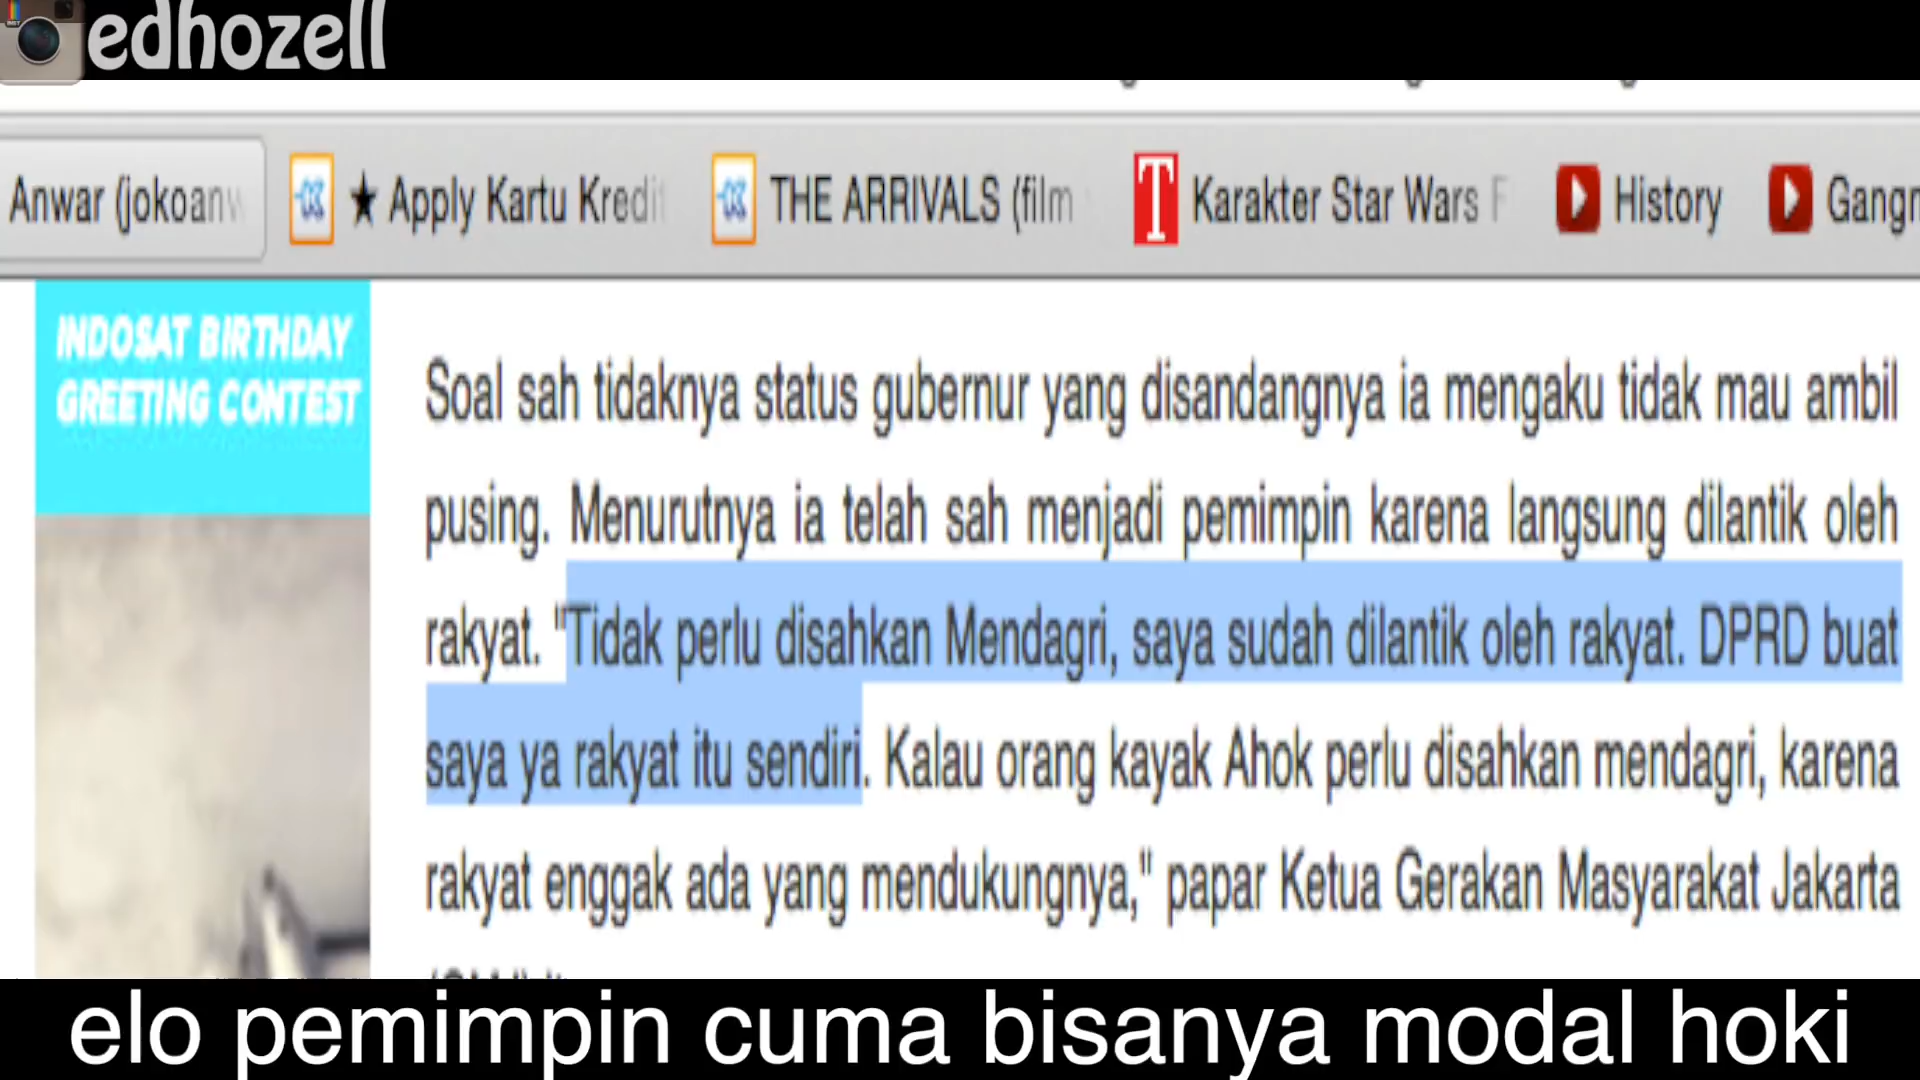 edhozell
Anwar (jokoanw
★ Apply Kartu Kredit
THE ARRIVALS (film
Karakter Star Wars F
History
Gangn
INDOSAT BIRTHDAY
GREETING CONTEST
Soal sah tidaknya status gubernur yang disandangnya ia mengaku tidak mau ambil
pusing. Menurutnya ia telah sah menjadi pemimpin karena langsung dilantik oleh
rakyat. "Tidak perlu disahkan Mendagri, saya sudah dilantik oleh rakyat. DPRD buat
saya ya rakyat itu sendiri. Kalau orang kayak Ahok perlu disahkan mendagri, karena
rakyat enggak ada yang mendukungnya," papar Ketua Gerakan Masyarakat Jakarta
elo pemimpin cuma bisanya modal hoki